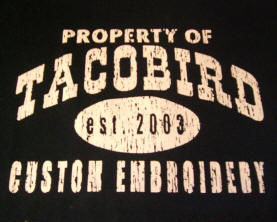 PROPERTY OF
TACOBIRD
est. 2003
CUSTOM EMBROIDERY